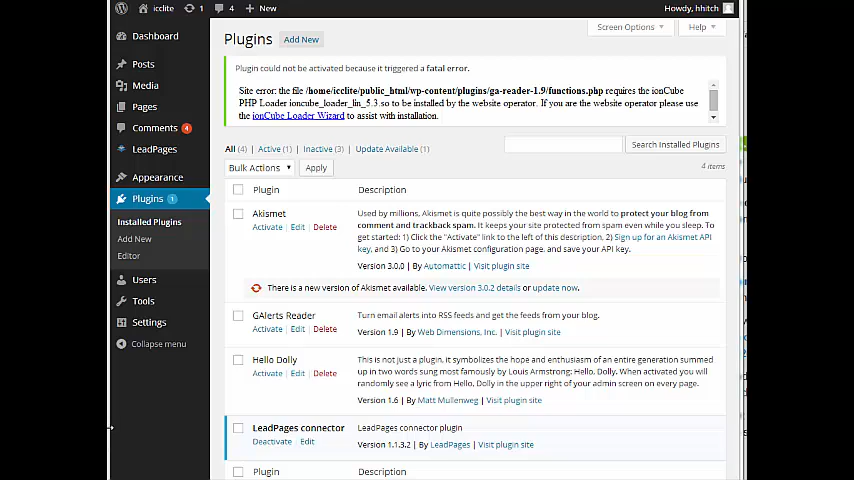 icclite 1 4 New Howdy, hhitch
Dashboard
Posts
Media
Pages
Comments 4
LeadPages
Appearance
Plugins 1
Installed Plugins
Add New
Editor
Users
Tools
Settings
Collapse menu
Screen Options Help
Plugins Add New
Plugin could not be activated because it triggered a fatal error.
Site error: the file /home/icclite/public_html/wp-content/plugins/ga-reader-1.9/functions.php requires the ionCube
PHP Loader ioncube_loader_lin_5.3.so to be installed by the website operator. If you are the website operator please use
the ionCube Loader Wizard to assist with installation.
All (4) | Active (1) | Inactive (3) | Update Available (1)
Search Installed Plugins
Bulk Actions Apply
4 items
Plugin Description
Akismet
Activate | Edit | Delete
Used by millions, Akismet is quite possibly the best way in the world to protect your blog from
comment and trackback spam. It keeps your site protected from spam even while you sleep. To
get started: 1) Click the "Activate" link to the left of this description, 2) Sign up for an Akismet API
key, and 3) Go to your Akismet configuration page, and save your API key.
Version 3.0.0 | By Automattic | Visit plugin site
There is a new version of Akismet available. View version 3.0.2 details or update now.
GAlerts Reader
Activate | Edit | Delete
Turn email alerts into RSS feeds and get the feeds from your blog.
Version 1.9 | By Web Dimensions, Inc. | Visit plugin site
Hello Dolly
Activate | Edit | Delete
This is not just a plugin, it symbolizes the hope and enthusiasm of an entire generation summed
up in two words sung most famously by Louis Armstrong: Hello, Dolly. When activated you will
randomly see a lyric from Hello, Dolly in the upper right of your admin screen on every page.
Version 1.6 | By Matt Mullenweg | Visit plugin site
LeadPages connector
Deactivate | Edit
LeadPages connector plugin
Version 1.1.3.2 | By LeadPages | Visit plugin site
Plugin Description